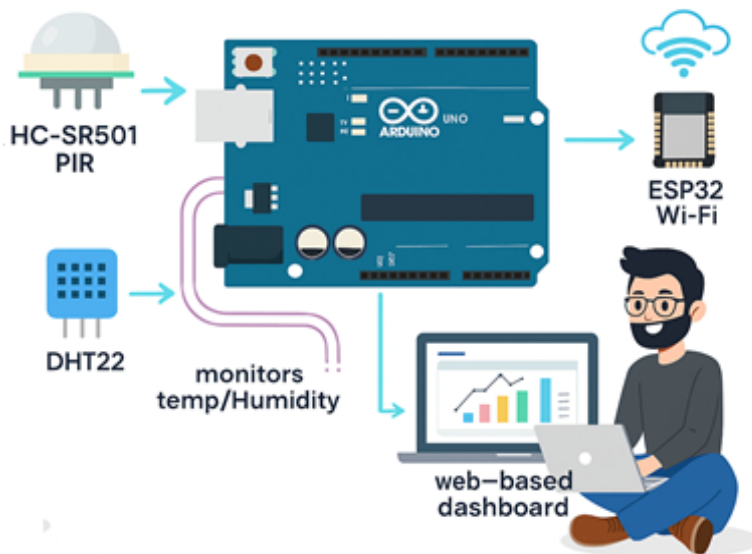 HC-SR501
PIR
UNO
ARDUINO
ESP32
Wi-Fi
DHT22
monitors
temp/Humidity
web-based
dashboard